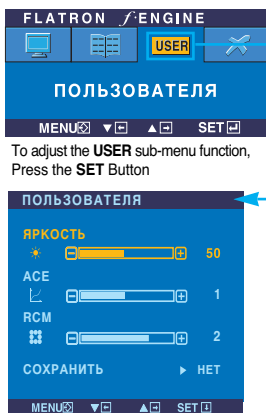 FLATRON F ENGINE
USER
ПОЛЬЗОВАТЕЛЯ
MENU SET
To adjust the USER sub-menu function,
Press the SET Button
ПОЛЬЗОВАТЕЛЯ
ЯРКОСТЬ
50
ACE
1
RCM
2
СОХРАНИТЬ ▶ НЕТ
MENU ▼ ▲ SET